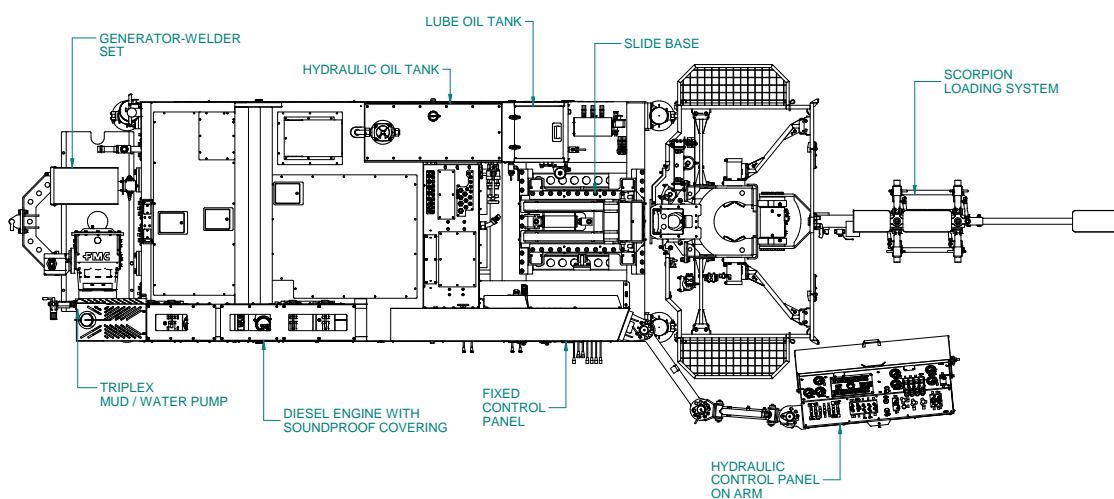 LUBE OIL TANK
GENERATOR-WELDER
SET
SLIDE BASE
HYDRAULIC OIL TANK
SCORPION
LOADING SYSTEM
FMC
TRIPLEX
MUD / WATER PUMP
DIESEL ENGINE WITH
SOUNDPROOF COVERING
FIXED
CONTROL
PANEL
HYDRAULIC
CONTROL PANEL
ON ARM